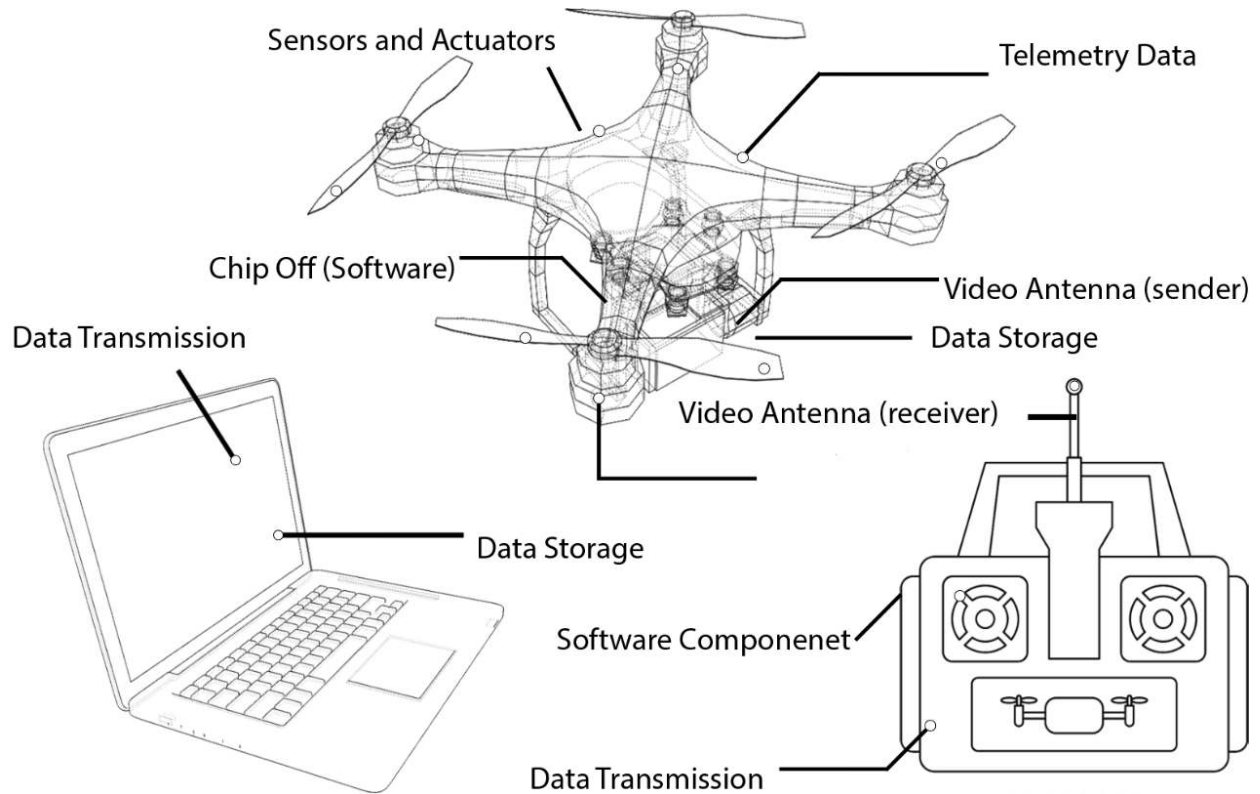 Sensors and Actuators
Telemetry Data
Chip Off (Software)
Video Antenna (sender)
Data Transmission
Data Storage
Video Antenna (receiver)
Data Storage
Software Componenet
Data Transmission